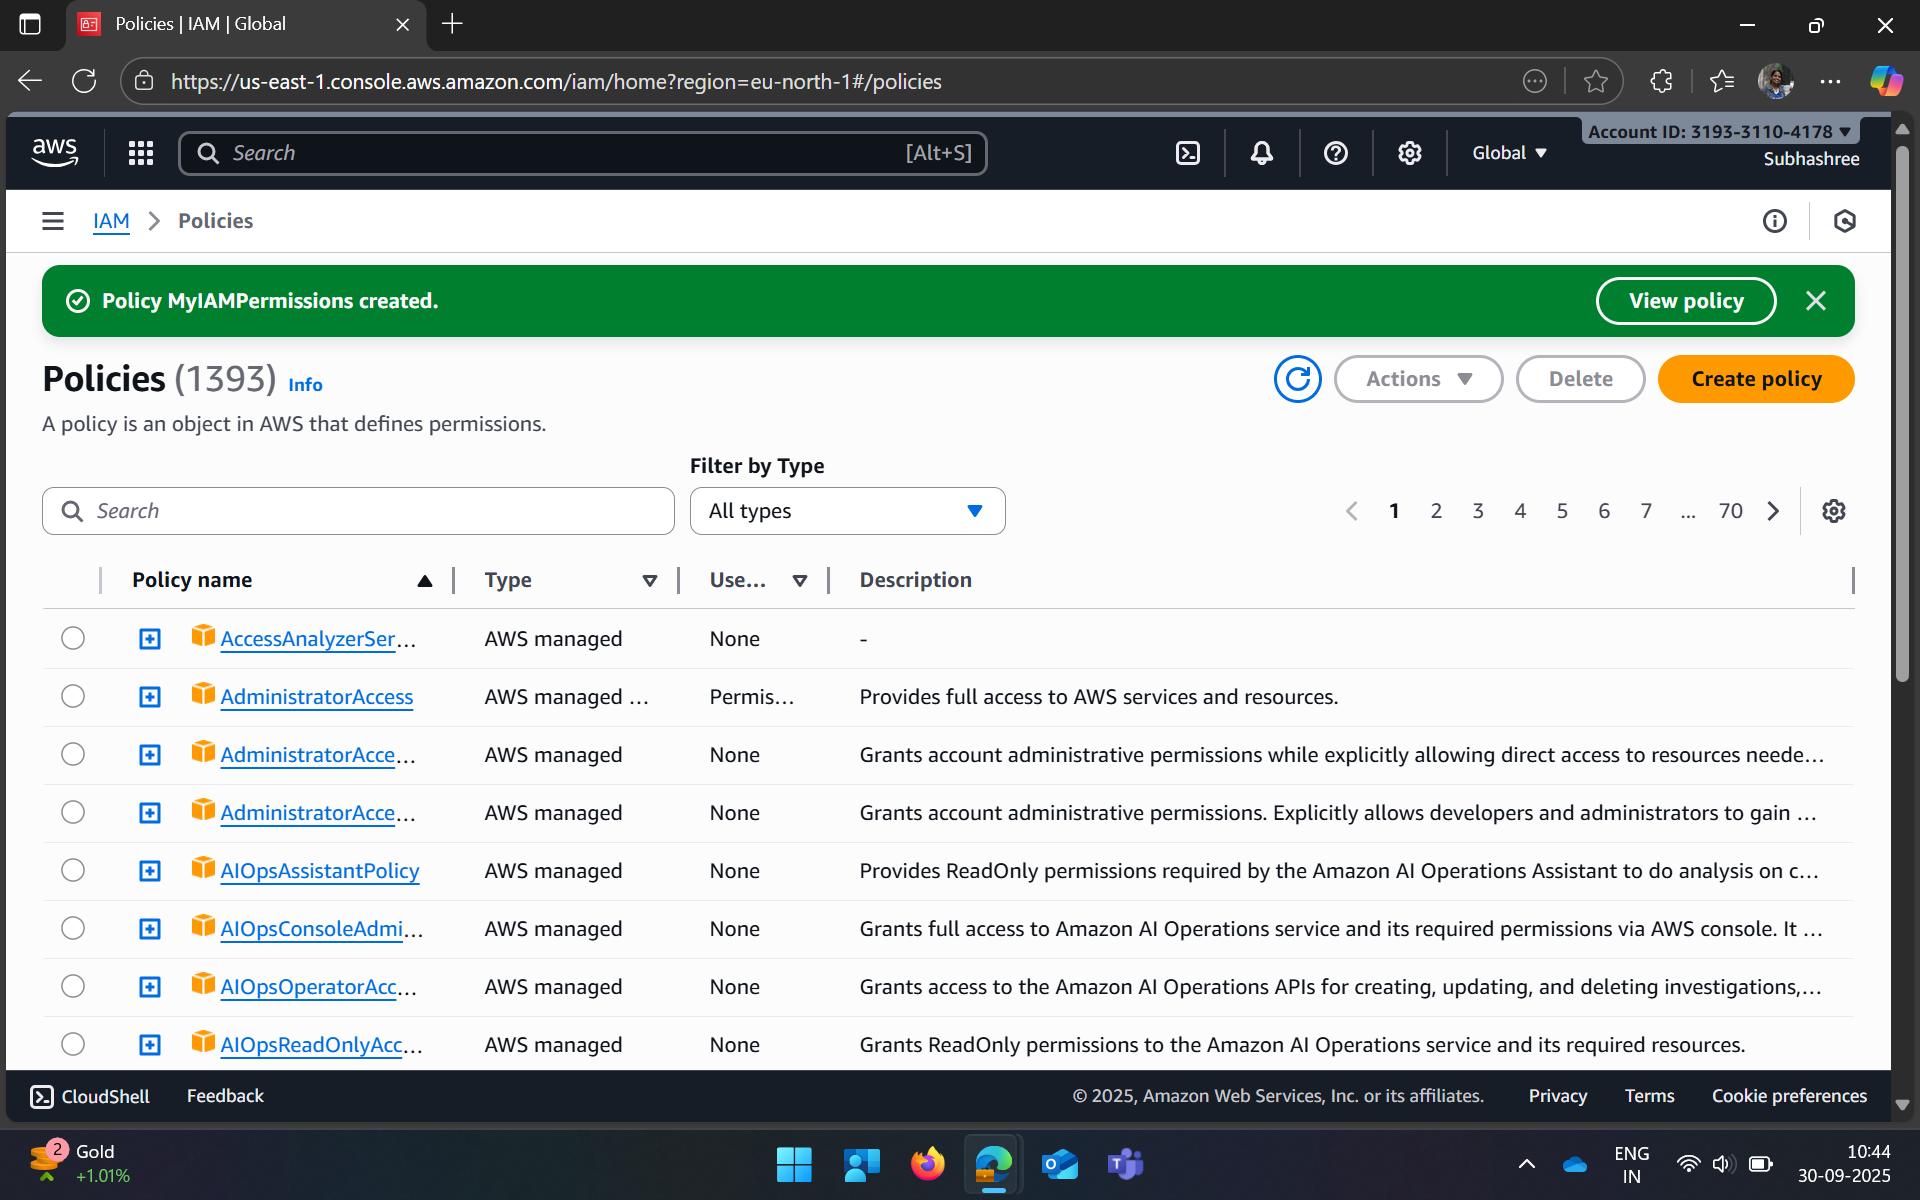 Policies | IAM | Global
https://us-east-1.console.aws.amazon.com/iam/home?region=eu-north-1#/policies
aws
Search
[Alt+S]
Global
Account ID: 3193-3110-4178
Subhashree
IAM
Policies
Policy MyIAMPermissions created.
View policy
Policies (1393) Info
Actions
Delete
Create policy
A policy is an object in AWS that defines permissions.
Filter by Type
Search
All types
1 2 3 4 5 6 7 ... 70
Policy name Type Use... Description
AccessAnalyzerSer... AWS managed None -
AdministratorAccess AWS managed ... Permis... Provides full access to AWS services and resources.
AdministratorAcce... AWS managed None Grants account administrative permissions while explicitly allowing direct access to resources neede...
AdministratorAcce... AWS managed None Grants account administrative permissions. Explicitly allows developers and administrators to gain ...
AIOpsAssistantPolicy AWS managed None Provides ReadOnly permissions required by the Amazon AI Operations Assistant to do analysis on c...
AIOpsConsoleAdmi... AWS managed None Grants full access to Amazon AI Operations service and its required permissions via AWS console. It ...
AIOpsOperatorAcc... AWS managed None Grants access to the Amazon AI Operations APIs for creating, updating, and deleting investigations,...
AIOpsReadOnlyAcc... AWS managed None Grants ReadOnly permissions to the Amazon AI Operations service and its required resources.
CloudShell
Feedback
© 2025, Amazon Web Services, Inc. or its affiliates.
Privacy
Terms
Cookie preferences
2
Gold
+1.01%
ENG
IN
10:44
30-09-2025